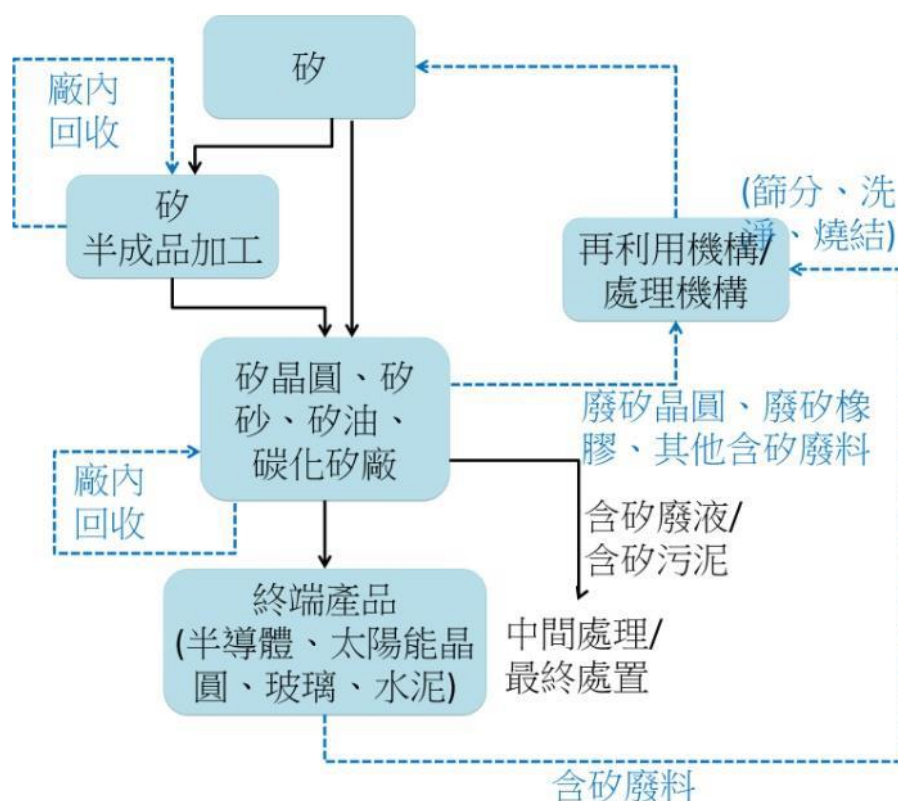 矽
廠內
回收
矽
半成品加工
(篩分、洗
淨、燒結)
再利用機構/
處理機構
矽晶圓、矽
砂、矽油、
碳化矽廠
廢矽晶圓、廢矽橡
膠、其他含矽廢料
廠內
回收
含矽廢液/
含矽污泥
終端產品
(半導體、太陽能晶
圓、玻璃、水泥)
中間處理/
最終處置
含矽廢料